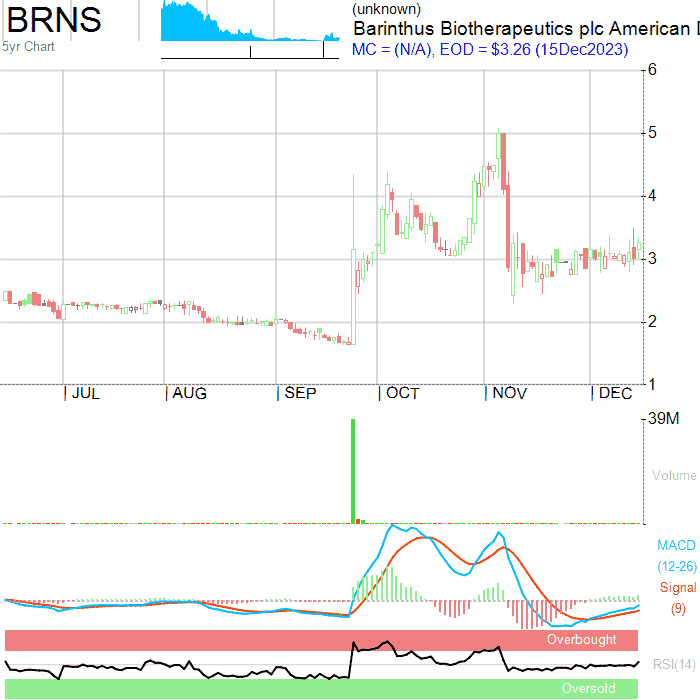 BRNS
5yr Chart
(unknown)
Barinthus Biotherapeutics plc American
MC = (N/A), EOD = $3.26 (15Dec2023)
6
5
4
3
2
1
JUL AUG SEP OCT NOV DEC
39M
Volume
MACD
(12-26)
Signal
(9)
Overbought
RSI(14)
Oversold